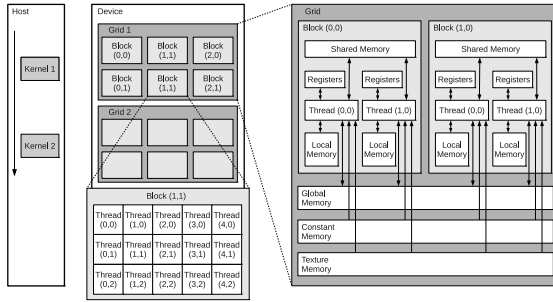 Host
Kernel 1
Kernel 2
Device
Grid 1
Block (0,0)
Block (1,1)
Block (2,0)
Block (0,1)
Block (1,1)
Block (2,1)
Grid 2
Block (1,1)
Thread (0,0)
Thread (1,0)
Thread (2,0)
Thread (3,0)
Thread (4,0)
Thread (0,1)
Thread (1,1)
Thread (2,1)
Thread (3,1)
Thread (4,1)
Thread (0,2)
Thread (1,2)
Thread (2,2)
Thread (3,2)
Thread (4,2)
Grid
Block (0,0)
Shared Memory
Registers
Registers
Thread (0,0)
Thread (1,0)
Local Memory
Local Memory
Block (1,0)
Shared Memory
Registers
Registers
Thread (0,0)
Thread (1,0)
Local Memory
Local Memory
Global Memory
Constant Memory
Texture Memory